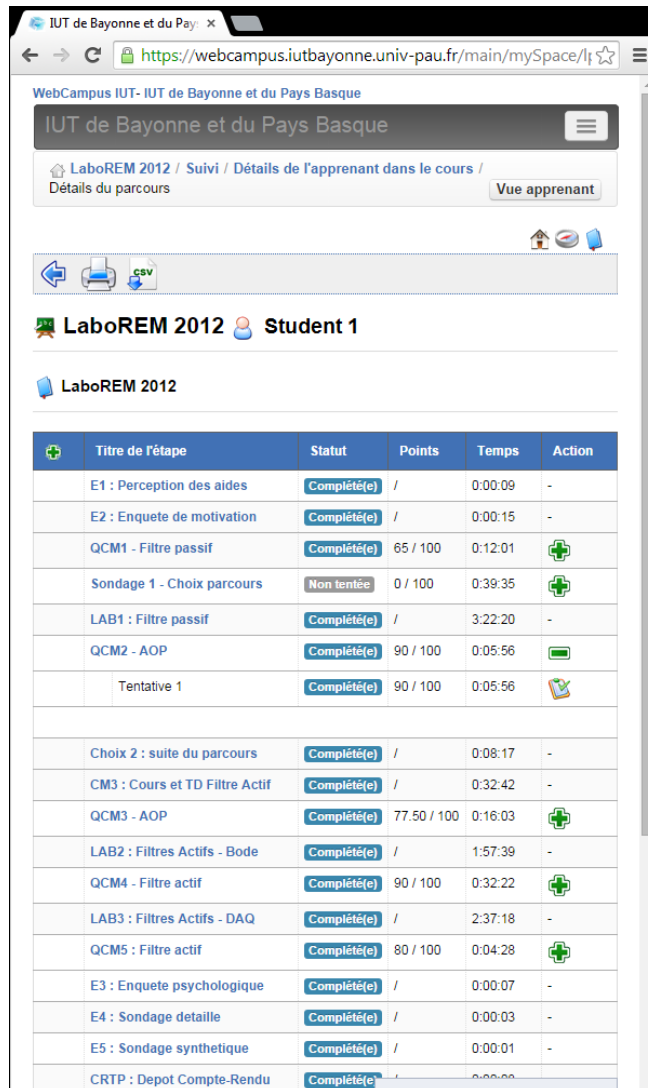 IUT de Bayonne et du Pay
https://webcampus.iutbayonne.univ-pau.fr/main/mySpace/lp
WebCampus IUT- IUT de Bayonne et du Pays Basque
IUT de Bayonne et du Pays Basque
LaboREM 2012 / Suivi / Détails de l'apprenant dans le cours /
Détails du parcours
Vue apprenant
CSV
LaboREM 2012 Student 1
LaboREM 2012
Titre de l'étape Statut Points Temps Action
E1 : Perception des aides Complété(e) / 0:00:09 -
E2 : Enquete de motivation Complété(e) / 0:00:15 -
QCM1 - Filtre passif Complété(e) 65 / 100 0:12:01
Sondage 1 - Choix parcours Non tentée 0 / 100 0:39:35
LAB1 : Filtre passif Complété(e) / 3:22:20 -
QCM2 - AOP Complété(e) 90 / 100 0:05:56
Tentative 1 Complété(e) 90 / 100 0:05:56
Choix 2 : suite du parcours Complété(e) / 0:08:17 -
CM3 : Cours et TD Filtre Actif Complété(e) / 0:32:42 -
QCM3 - AOP Complété(e) 77.50 / 100 0:16:03
LAB2 : Filtres Actifs - Bode Complété(e) / 1:57:39 -
QCM4 - Filtre actif Complété(e) 90 / 100 0:32:22
LAB3 : Filtres Actifs - DAQ Complété(e) / 2:37:18 -
QCM5 : Filtre actif Complété(e) 80 / 100 0:04:28
E3 : Enquete psychologique Complété(e) / 0:00:07 -
E4 : Sondage detaille Complété(e) / 0:00:03 -
E5 : Sondage synthetique Complété(e) / 0:00:01 -
CRTP : Depot Compte-Rendu Complété(e)